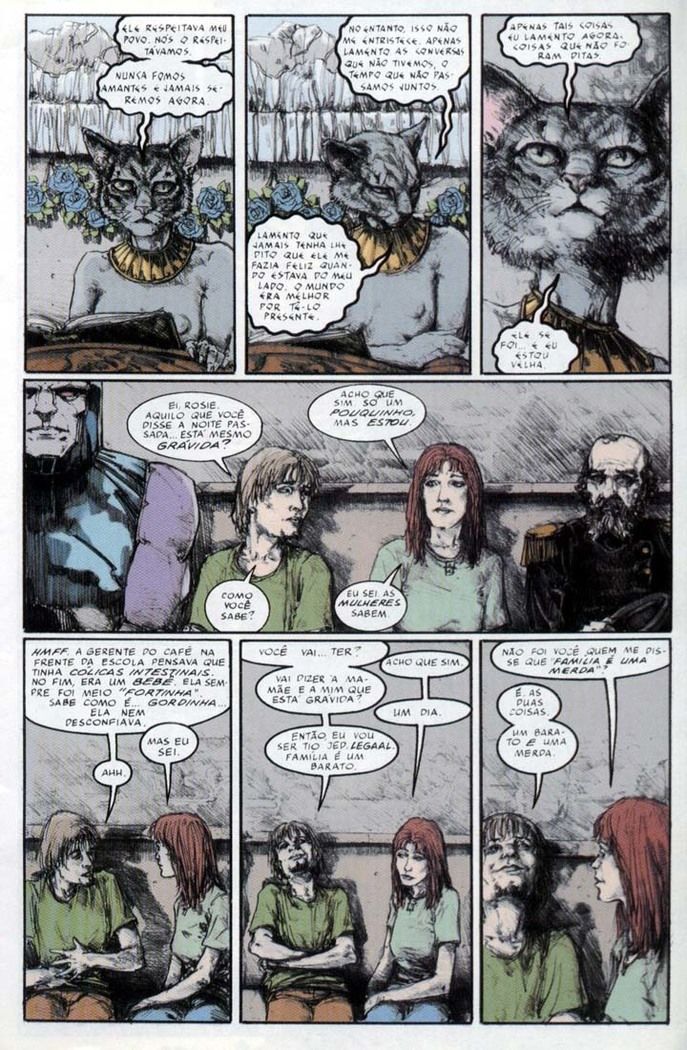 ELE RESPEITAVA MEU
POVO. NÓS O RESPEI-
TÁVAMOS.
NUNCA FOMOS
AMANTES E JAMAIS SE-
REMOS AGORA.
NO ENTANTO, ISSO NÃO
ME ENTRISTECE. APENAS
LAMENTO AS CONVERSAS
QUE NÃO TIVEMOS, O
TEMPO QUE NÃO PAS-
SAMOS JUNTOS.
LAMENTO QUE
JAMAIS TENHA LHE
DITO QUE ELE ME
FAZIA FELIZ QUAN-
DO ESTAVA DO MEU
LADO. O MUNDO
ERA MELHOR
POR TÊ-LO
PRESENTE.
APENAS TAIS COISAS
EU LAMENTO AGORA:
COISAS QUE NÃO FO-
RAM DITAS.
ELE SE
FOI... E EU
ESTOU
VELHA.
EI, ROSIE.
AQUILO QUE VOCÊ
DISSE A NOITE PAS-
SADA... ESTÁ MESMO
GRÁVIDA?
ACHO QUE
SIM. SÓ UM
POUQUINHO,
MAS ESTOU.
COMO
VOCÊ
SABE?
EU SEI. AS
MULHERES
SABEM.
HMFF. A GERENTE DO CAFÉ NA
FRENTE DA ESCOLA PENSAVA QUE
TINHA CÓLICAS INTESTINAIS.
NO FIM, ERA UM BEBÊ. ELA SEM-
PRE FOI MEIO "FORTINHA".
SABE COMO É... GORDINHA...
ELA NEM
DESCONFIAVA.
MAS EU
SEI.
AHH.
VOCÊ VAI... TER?
ACHO QUE SIM.
VAI DIZER A MA-
MÃE E A MIM QUE
ESTÁ GRÁVIDA?
UM DIA.
ENTÃO, EU VOU
SER TIO JED. LEGAAL.
FAMÍLIA É UM
BARATO.
NÃO FOI VOCÊ QUEM ME DIS-
SE QUE "FAMÍLIA É UMA
MERDA"?
É. AS
DUAS
COISAS.
UM BARA-
TO E UMA
MERDA.